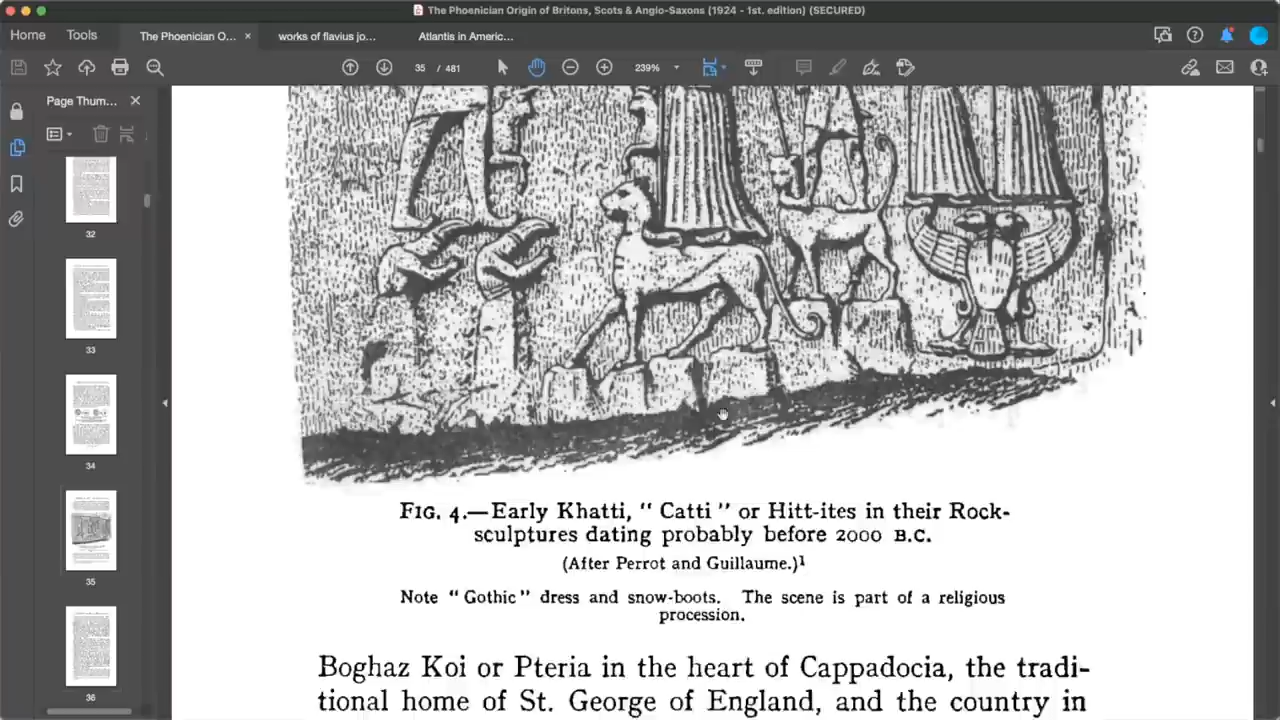 The Phoenician Origin of Britons, Scots & Anglo-Saxons (1924 - 1st. edition) (SECURED)
Home Tools The Phoenician O... × works of flavius jo... Atlantis in Americ...
35 / 481 239%
Page Thum... ×
32
33
34
35
36
FIG. 4.—Early Khatti, “ Catti ” or Hitt-ites in their Rock-
sculptures dating probably before 2000 B.C.
(After Perrot and Guillaume.)¹
Note “ Gothic ” dress and snow-boots. The scene is part of a religious
procession.
Boghaz Koi or Pteria in the heart of Cappadocia, the tradi-
tional home of St. George of England, and the country in